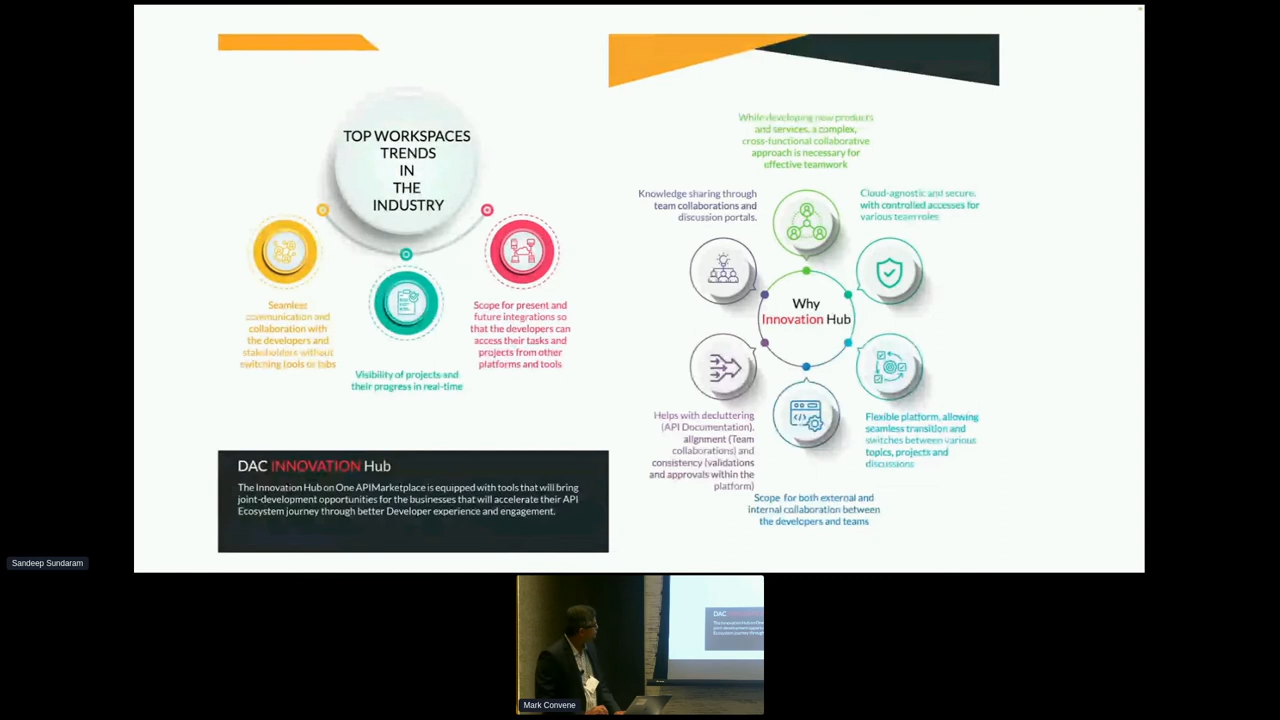 TOP WORKSPACES
TRENDS
IN
THE
INDUSTRY
Seamless
communication and
collaboration with
the developers and
stakeholders without
switching tools or tabs
Visibility of projects and
their progress in real-time
Scope for present and
future integrations so
that the developers can
access their tasks and
projects from other
platforms and tools
DAC INNOVATION Hub
The Innovation Hub on One APIMarketplace is equipped with tools that will bring
joint-development opportunities for the businesses that will accelerate their API
Ecosystem journey through better Developer experience and engagement.
While developing new products
and services, a complex,
cross-functional collaborative
approach is necessary for
effective teamwork
Knowledge sharing through
team collaborations and
discussion portals.
Cloud-agnostic and secure,
with controlled accesses for
various team roles
Why
Innovation Hub
Helps with decluttering
(API Documentation),
alignment (Team
collaborations) and
consistency (validations
and approvals within the
platform)
Flexible platform, allowing
seamless transition and
switches between various
topics, projects and
discussions
Scope for both external and
internal collaboration between
the developers and teams
Sandeep Sundaram
DAC
Mark Convene